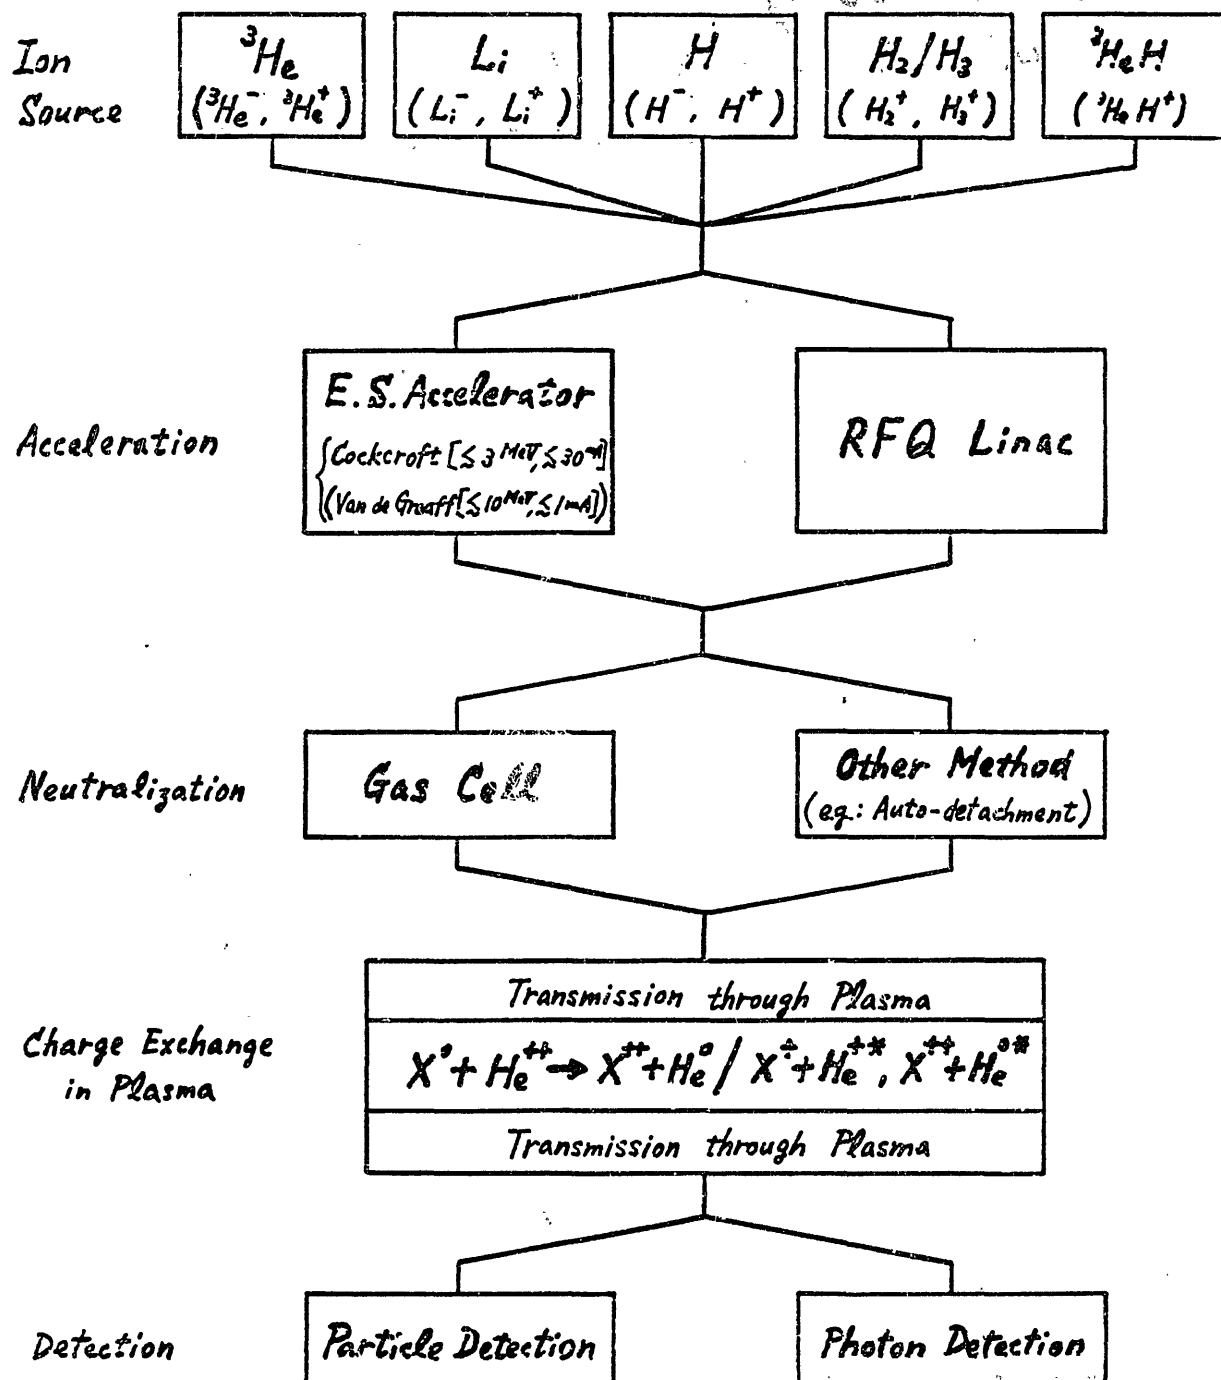 Ion
Source
³He
(³He⁻, ³He⁺)
Li
(Li⁻, Li⁺)
H
(H⁻, H⁺)
H₂/H₃
(H₂⁺, H₃⁺)
³HeH
(³HeH⁺)
Acceleration
E.S. Accelerator
Cockcroft [≲ 3 MeV, ≲ 30 mA]
(Van de Graaff [≲ 10 MeV, ≲ 1 mA])
RFQ Linac
Neutralization
Gas Cell
Other Method
(e.g.: Auto-detachment)
Charge Exchange
in Plasma
Transmission through Plasma
X⁰ + He⁺⁺ → X⁺⁺ + He⁰ / X⁺ + He⁺*, X⁺⁺ + He⁰*
Transmission through Plasma
Detection
Particle Detection
Photon Detection